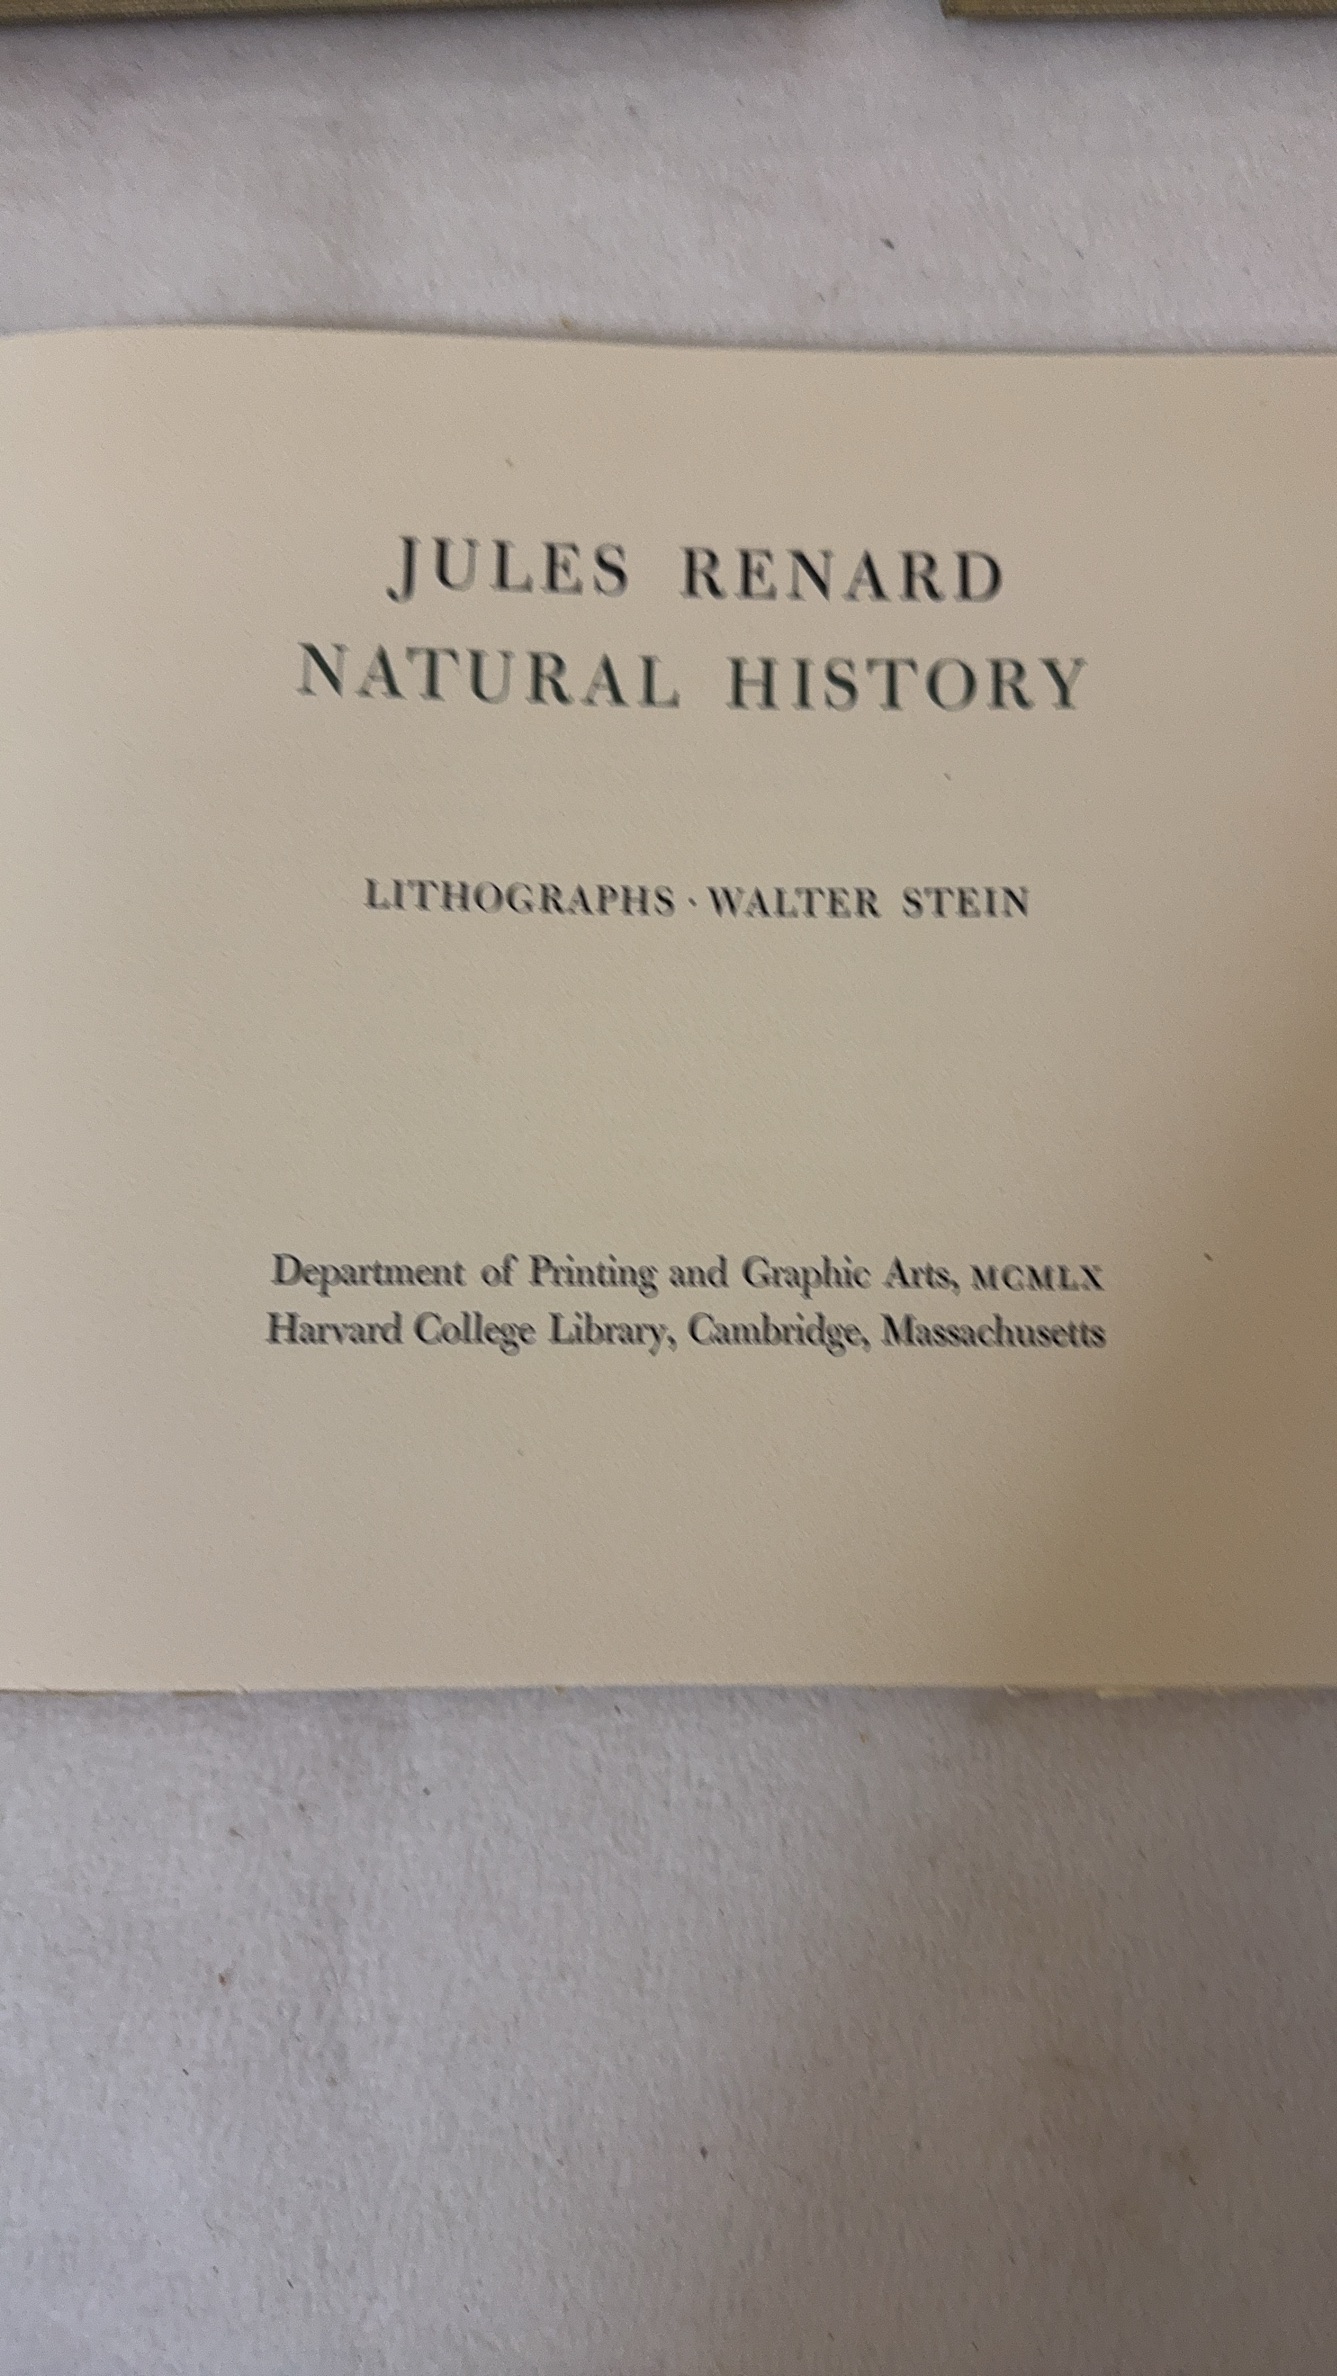 JULES RENARD
NATURAL HISTORY
LITHOGRAPHS · WALTER STEIN
Department of Printing and Graphic Arts, MCMLX
Harvard College Library, Cambridge, Massachusetts